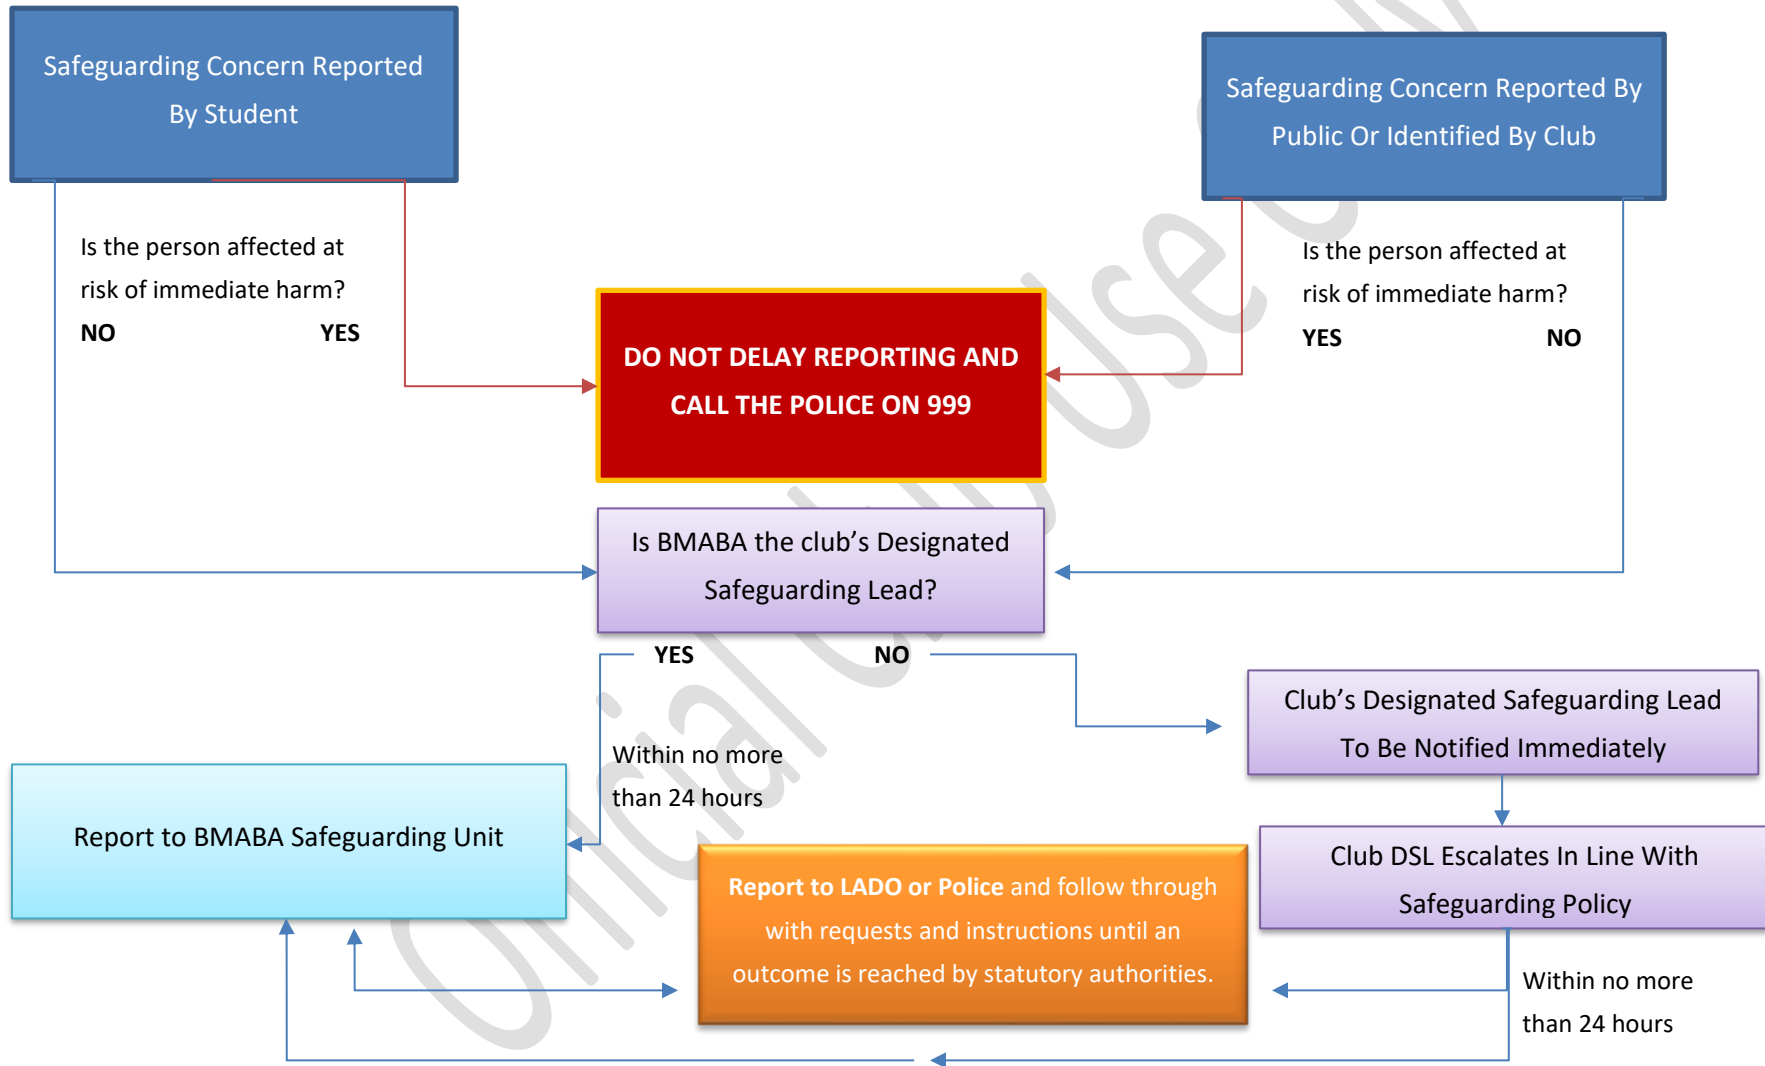 Safeguarding Concern Reported
By Student
Safeguarding Concern Reported By
Public Or Identified By Club
Is the person affected at
risk of immediate harm?
NO YES
Is the person affected at
risk of immediate harm?
YES NO
DO NOT DELAY REPORTING AND
CALL THE POLICE ON 999
Is BMABA the club’s Designated
Safeguarding Lead?
YES NO
Within no more
than 24 hours
Club’s Designated Safeguarding Lead
To Be Notified Immediately
Report to BMABA Safeguarding Unit
Club DSL Escalates In Line With
Safeguarding Policy
Report to LADO or Police and follow through
with requests and instructions until an
outcome is reached by statutory authorities.
Within no more
than 24 hours